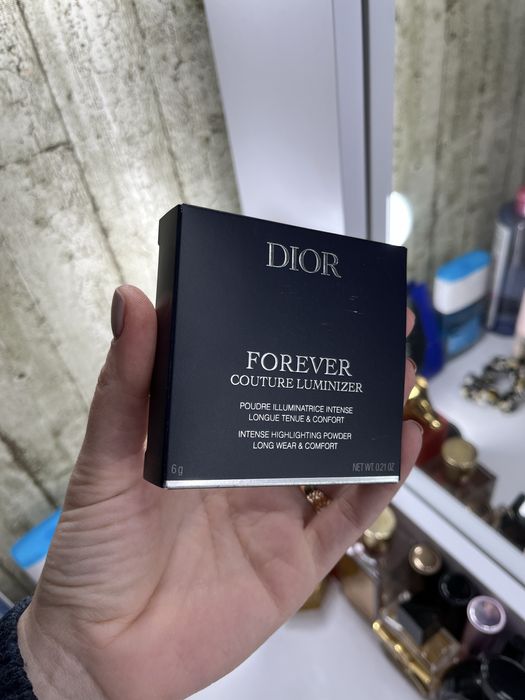 DIOR
FOREVER
COUTURE LUMINIZER
POUDRE ILLUMINATRICE INTENSE
LONGUE TENUE & CONFORT
INTENSE HIGHLIGHTING POWDER
LONG WEAR & COMFORT
6 g
NET WT. 0.21 OZ